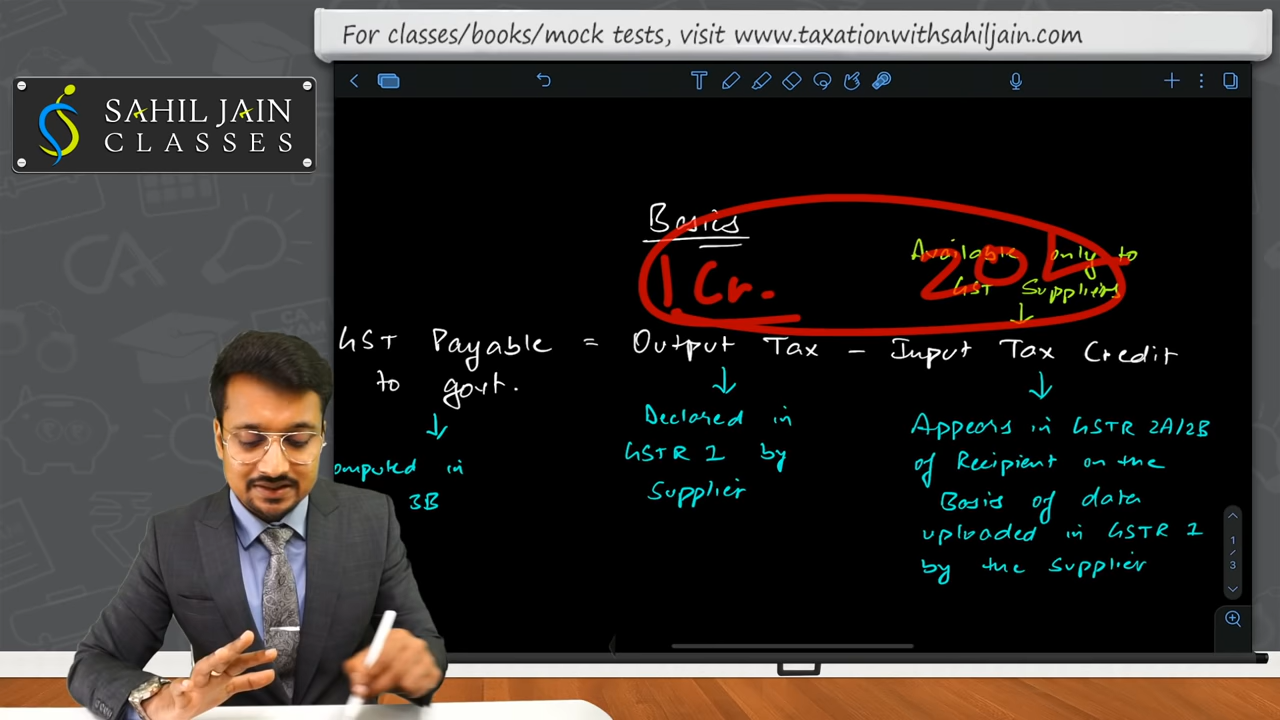 For classes/books/mock tests, visit www.taxationwithsahiljain.com
SAHIL JAIN
CLASSES
Basics
1 Cr.
20 L
Available only to
GST Suppliers
GST Payable = Output Tax - Input Tax Credit
to govt.
Declared in
GSTR 1 by
Supplier
Appears in GSTR 2A/2B
of Recipient on the
Basis of data
uploaded in GSTR 1
by the supplier
omputed in
3B
1
/
3